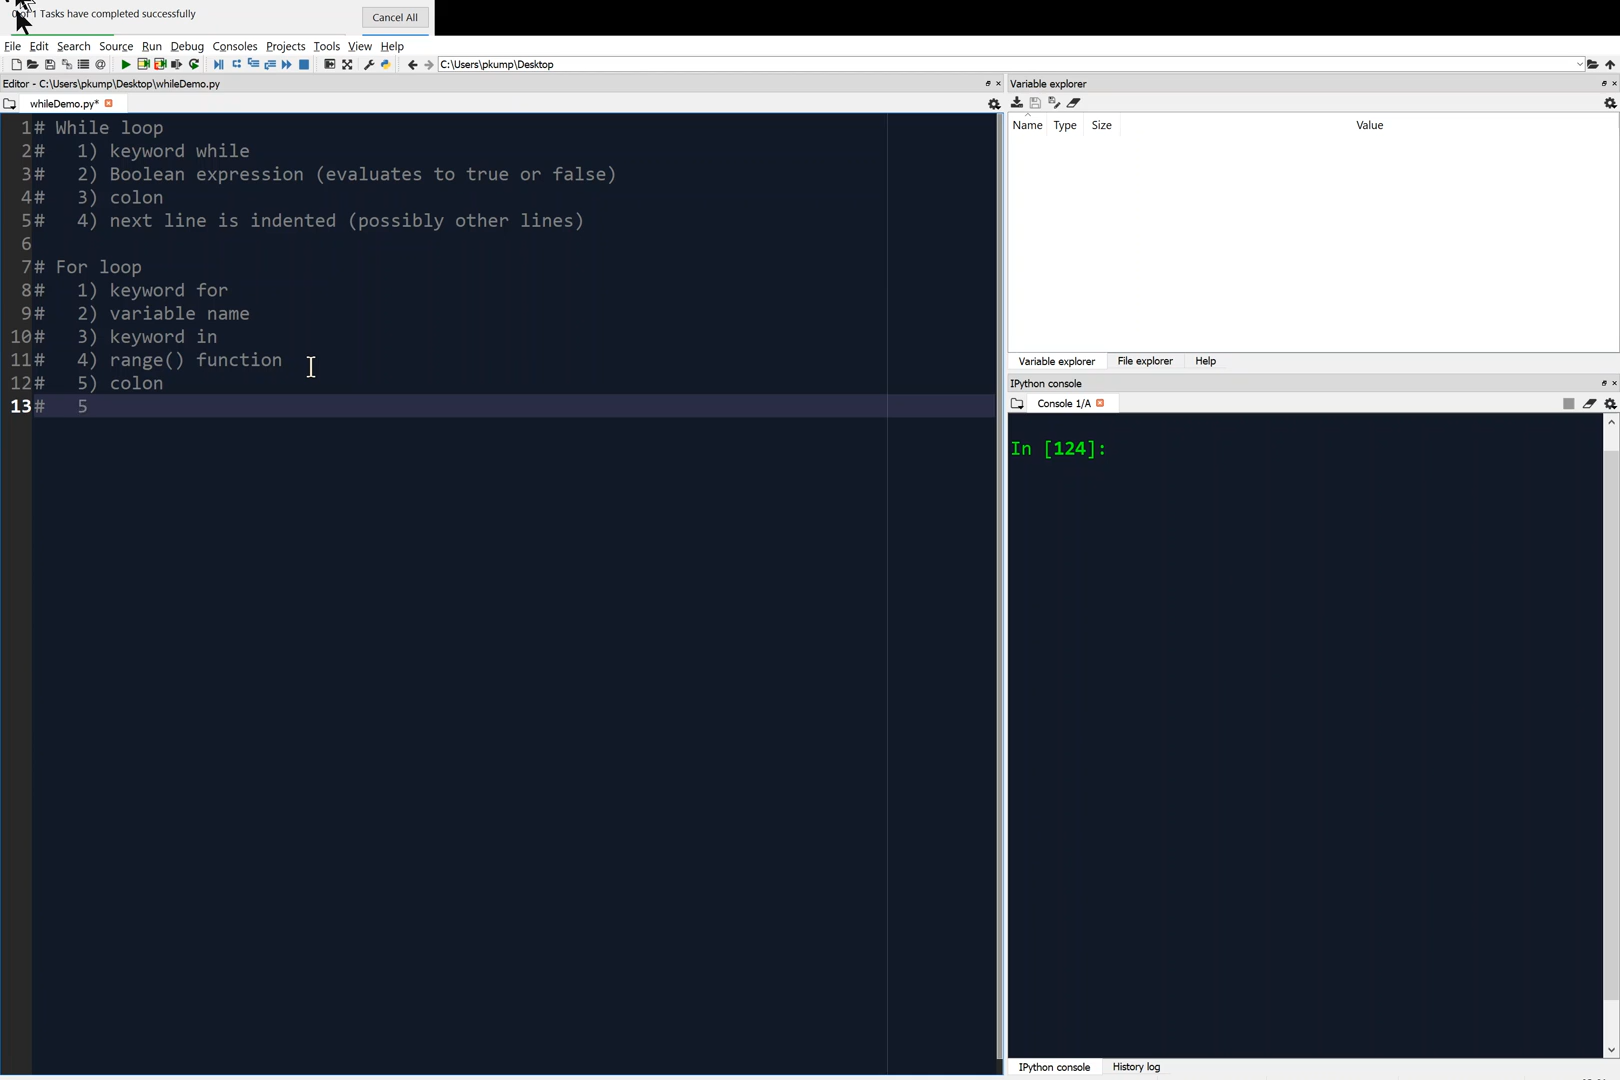 0 of 1 Tasks have completed successfully
Cancel All
File Edit Search Source Run Debug Consoles Projects Tools View Help
C:\Users\pkump\Desktop
Editor - C:\Users\pkump\Desktop\whileDemo.py
whileDemo.py*
1 # While loop
2 #   1) keyword while
3 #   2) Boolean expression (evaluates to true or false)
4 #   3) colon
5 #   4) next line is indented (possibly other lines)
6
7 # For loop
8 #   1) keyword for
9 #   2) variable name
10 #   3) keyword in
11 #   4) range() function
12 #   5) colon
13 #   5
Variable explorer
Name Type Size Value
Variable explorer File explorer Help
IPython console
Console 1/A
In [124]:
IPython console History log